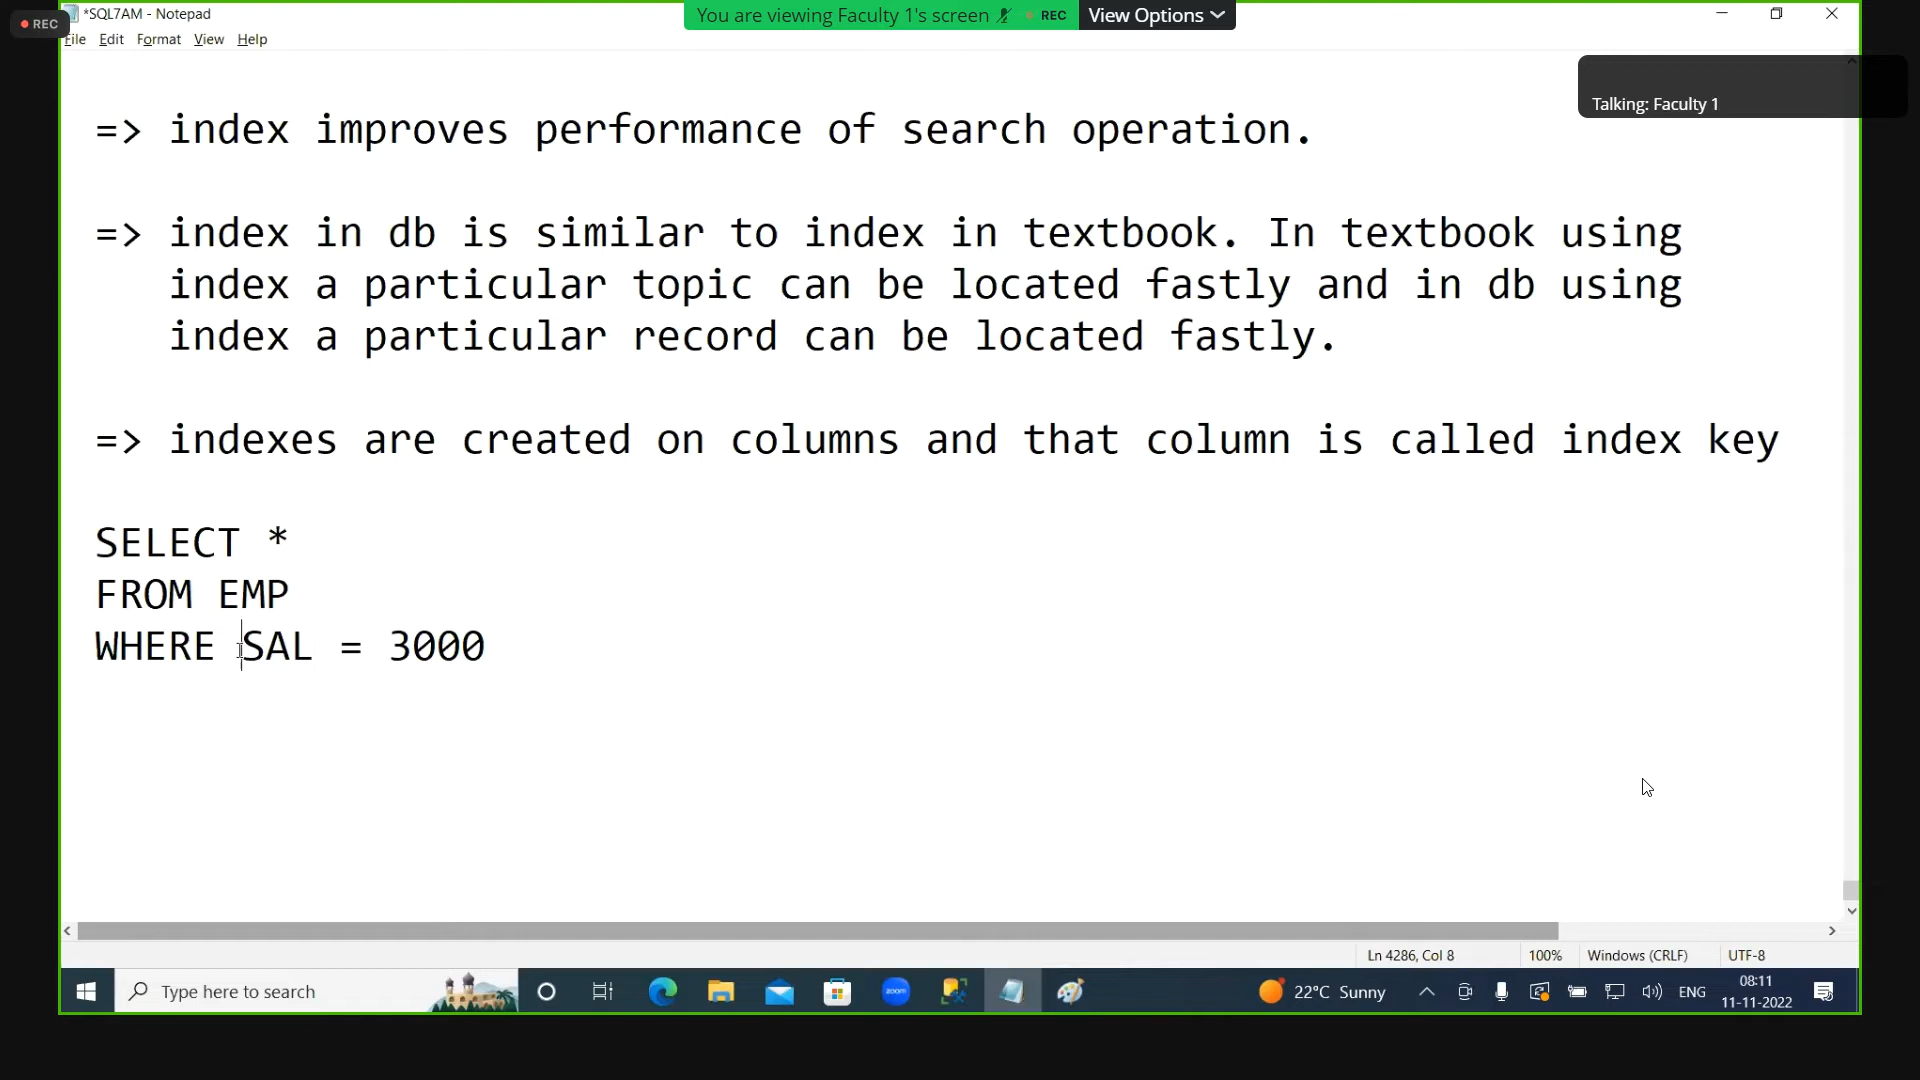 REC
*SQL7AM - Notepad
You are viewing Faculty 1's screen REC View Options
File Edit Format View Help
Talking: Faculty 1
=> index improves performance of search operation.
=> index in db is similar to index in textbook. In textbook using
index a particular topic can be located fastly and in db using
index a particular record can be located fastly.
=> indexes are created on columns and that column is called index key
SELECT *
FROM EMP
WHERE SAL = 3000
Ln 4286, Col 8 100% Windows (CRLF) UTF-8
Type here to search zoom 22°C Sunny ENG 08:11
11-11-2022